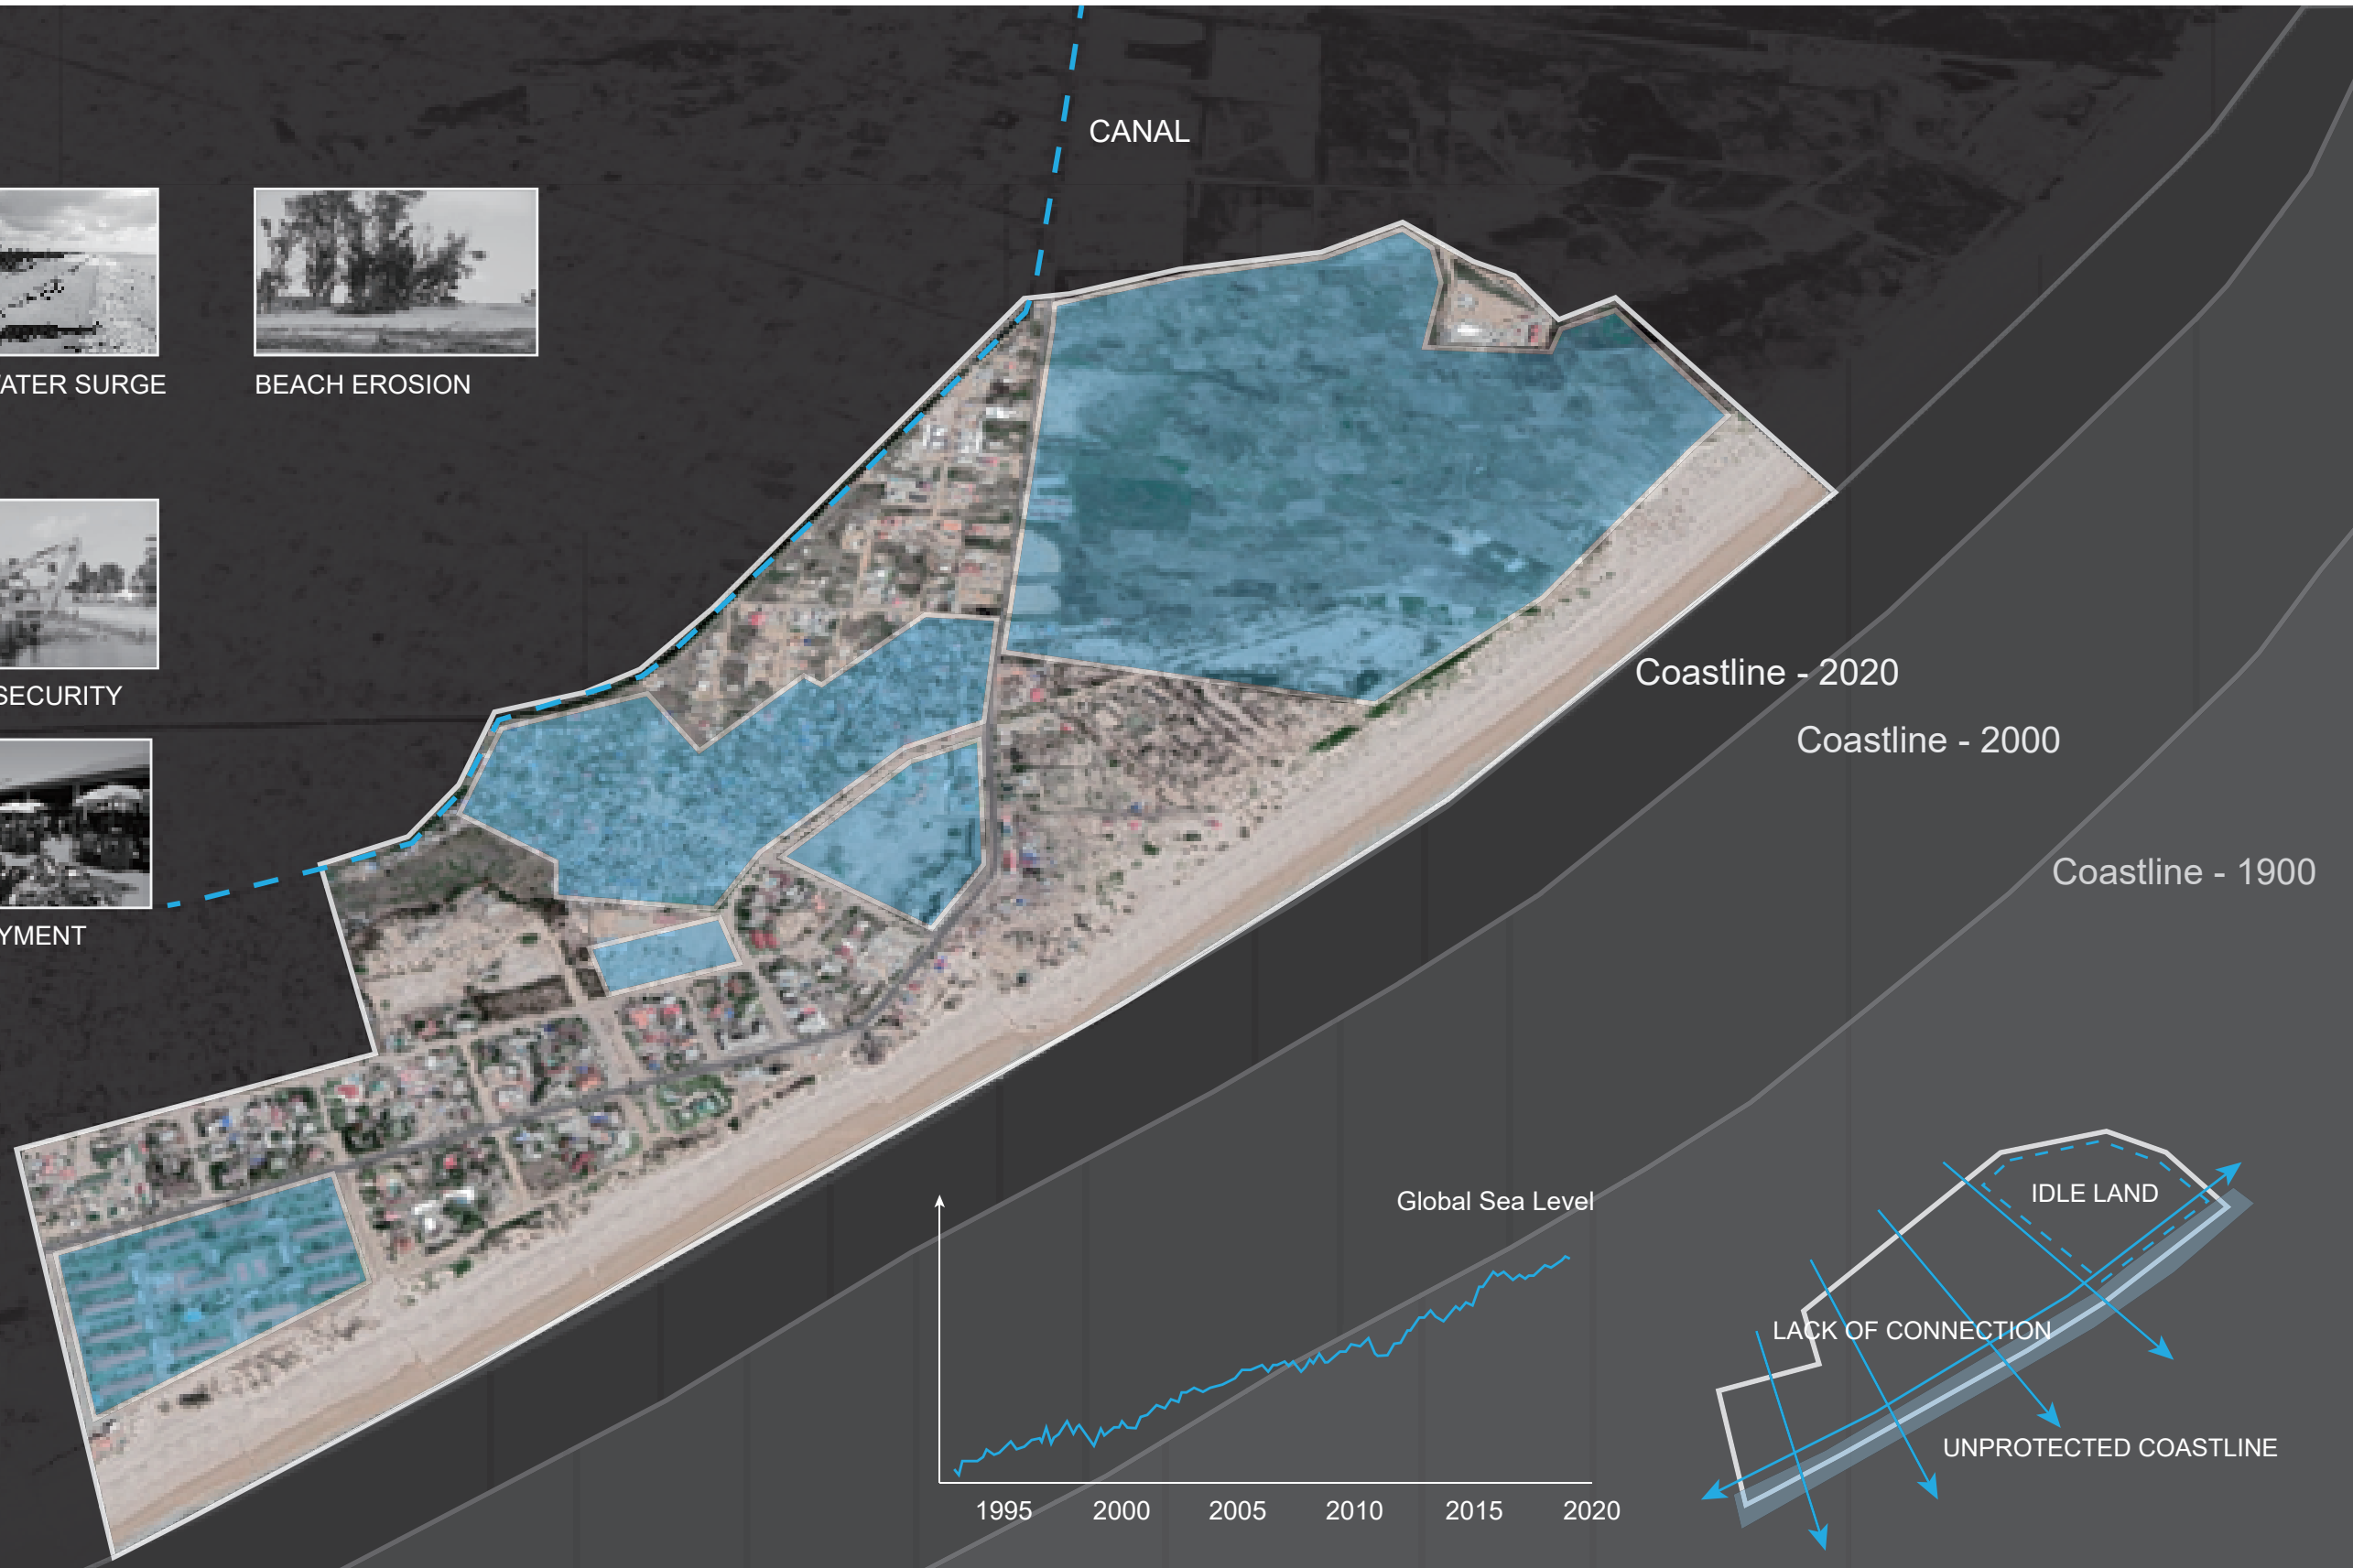 CANAL
ATER SURGE
BEACH EROSION
SECURITY
YMENT
Coastline - 2020
Coastline - 2000
Coastline - 1900
Global Sea Level
1995 2000 2005 2010 2015 2020
IDLE LAND
LACK OF CONNECTION
UNPROTECTED COASTLINE